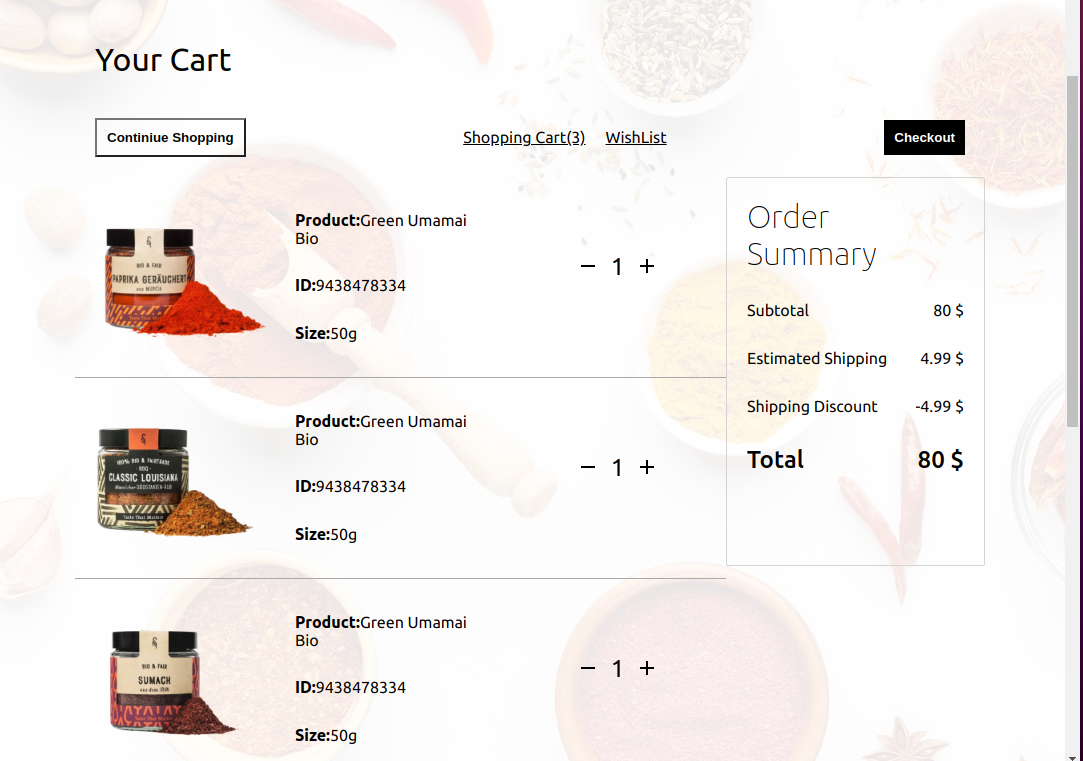 Your Cart
Continiue Shopping
Shopping Cart(3) WishList
Checkout
Product:Green Umamai
Bio
ID:9438478334
Size:50g
− 1 +
BIO & FAIR
PAPRIKA GERÄUCHERT
aus MURCIA
Product:Green Umamai
Bio
ID:9438478334
Size:50g
− 1 +
100% BIO & FAIRTRADE
BBQ
CLASSIC LOUISIANA
Product:Green Umamai
Bio
ID:9438478334
Size:50g
− 1 +
BIO & FAIR
SUMACH
aus dem IRAN
Order
Summary
Subtotal 80 $
Estimated Shipping 4.99 $
Shipping Discount -4.99 $
Total 80 $